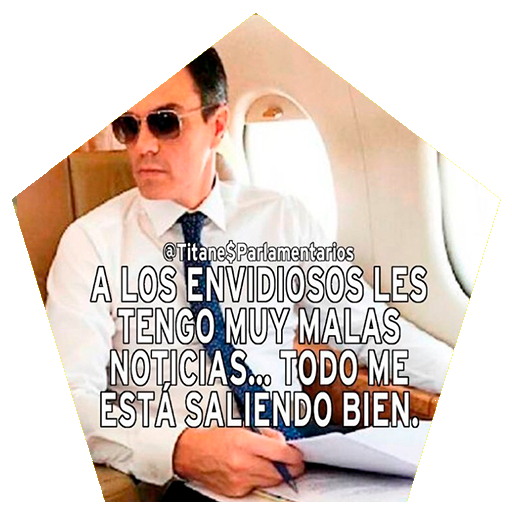 @Titane$Parlamentarios
A LOS ENVIDIOSOS LES
TENGO MUY MALAS
NOTICIAS... TODO ME
ESTÁ SALIENDO BIEN.